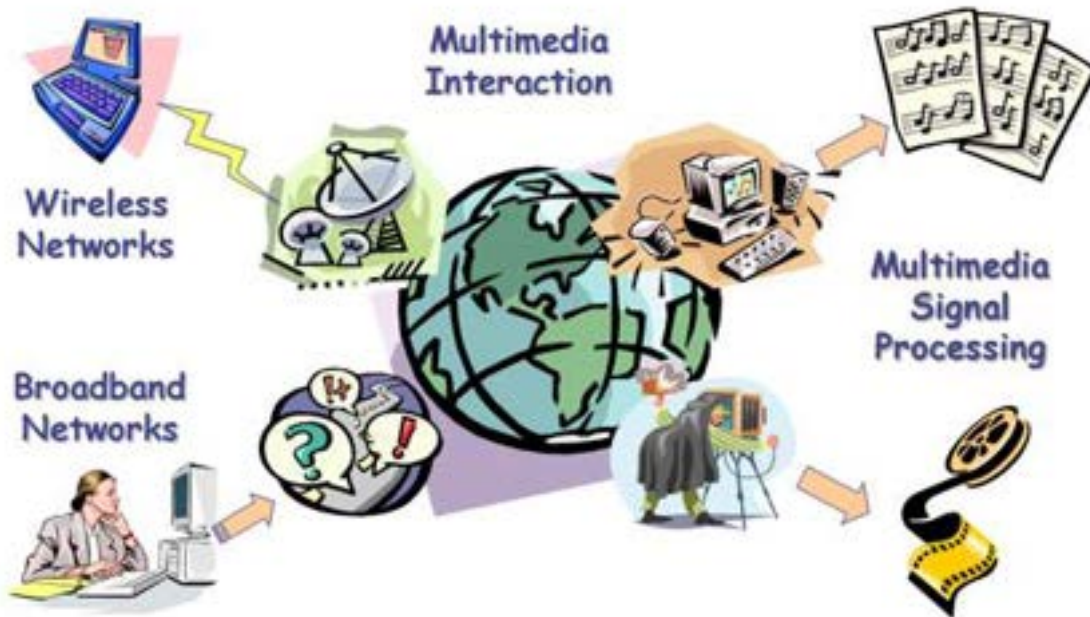 Multimedia
Interaction
Wireless
Networks
Multimedia
Signal
Processing
Broadband
Networks
? !